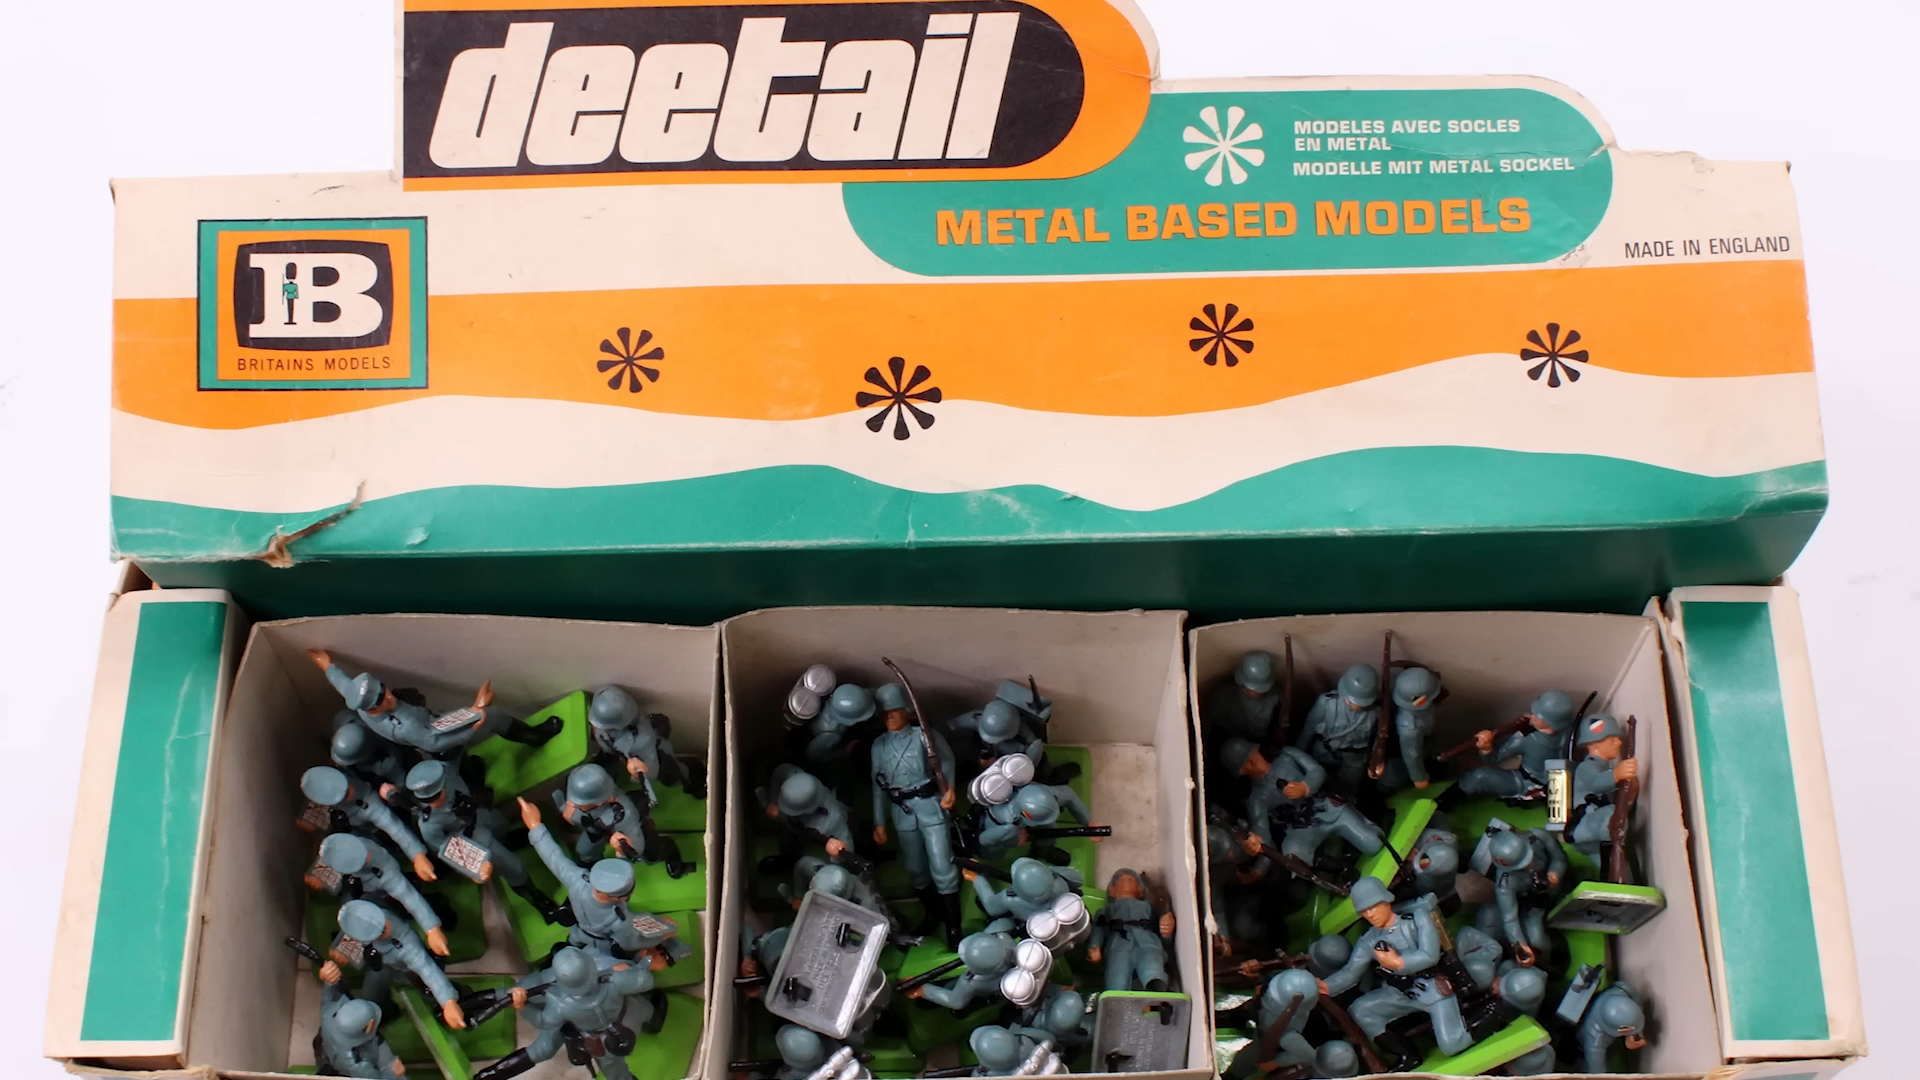 deetail
MODELES AVEC SOCLES
EN METAL
MODELLE MIT METAL SOCKEL
METAL BASED MODELS
MADE IN ENGLAND
B
BRITAINS MODELS